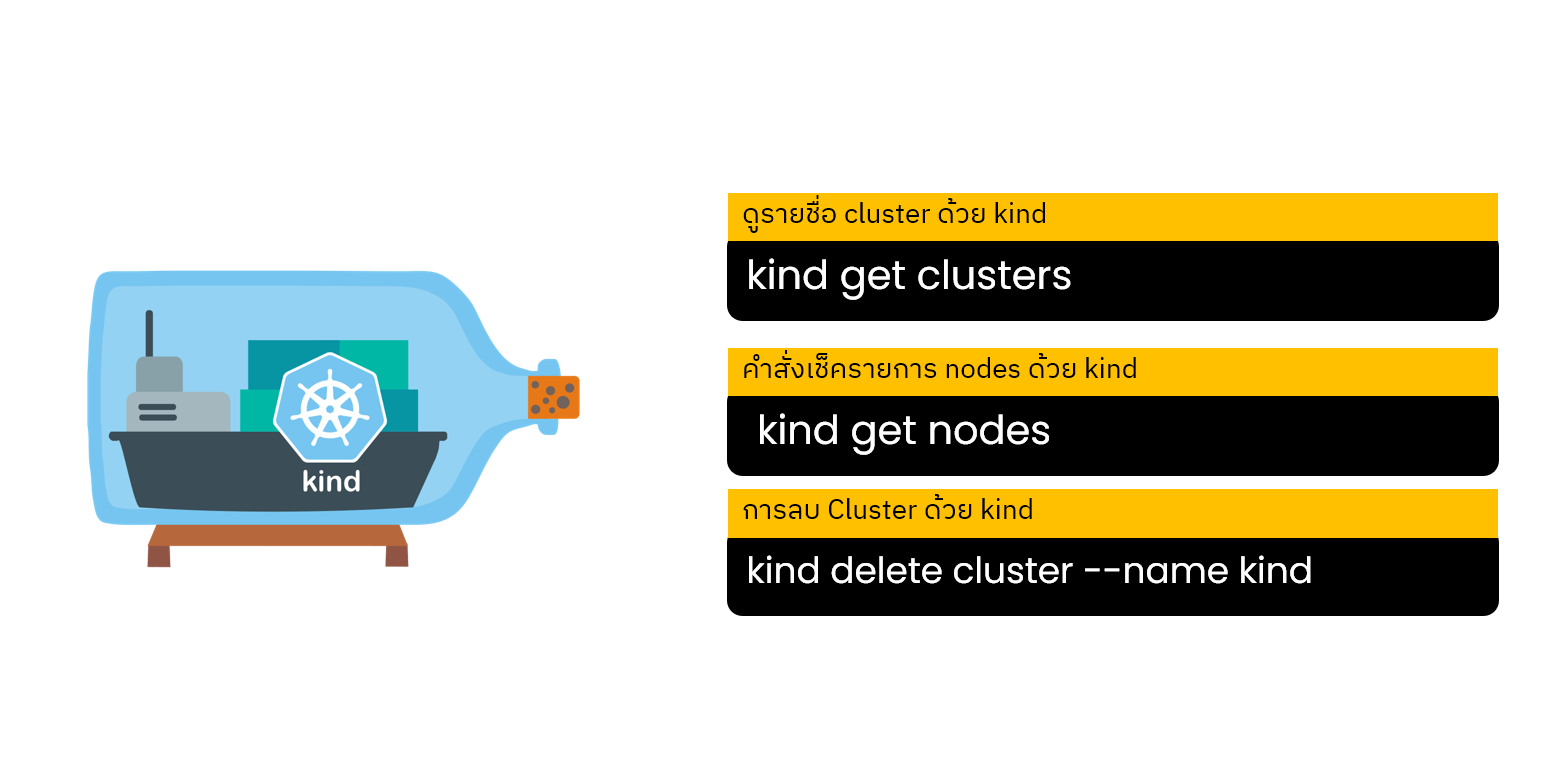 kind
ดูรายชื่อ cluster ด้วย kind
kind get clusters
คำสั่งเช็ครายการ nodes ด้วย kind
kind get nodes
การลบ Cluster ด้วย kind
kind delete cluster --name kind